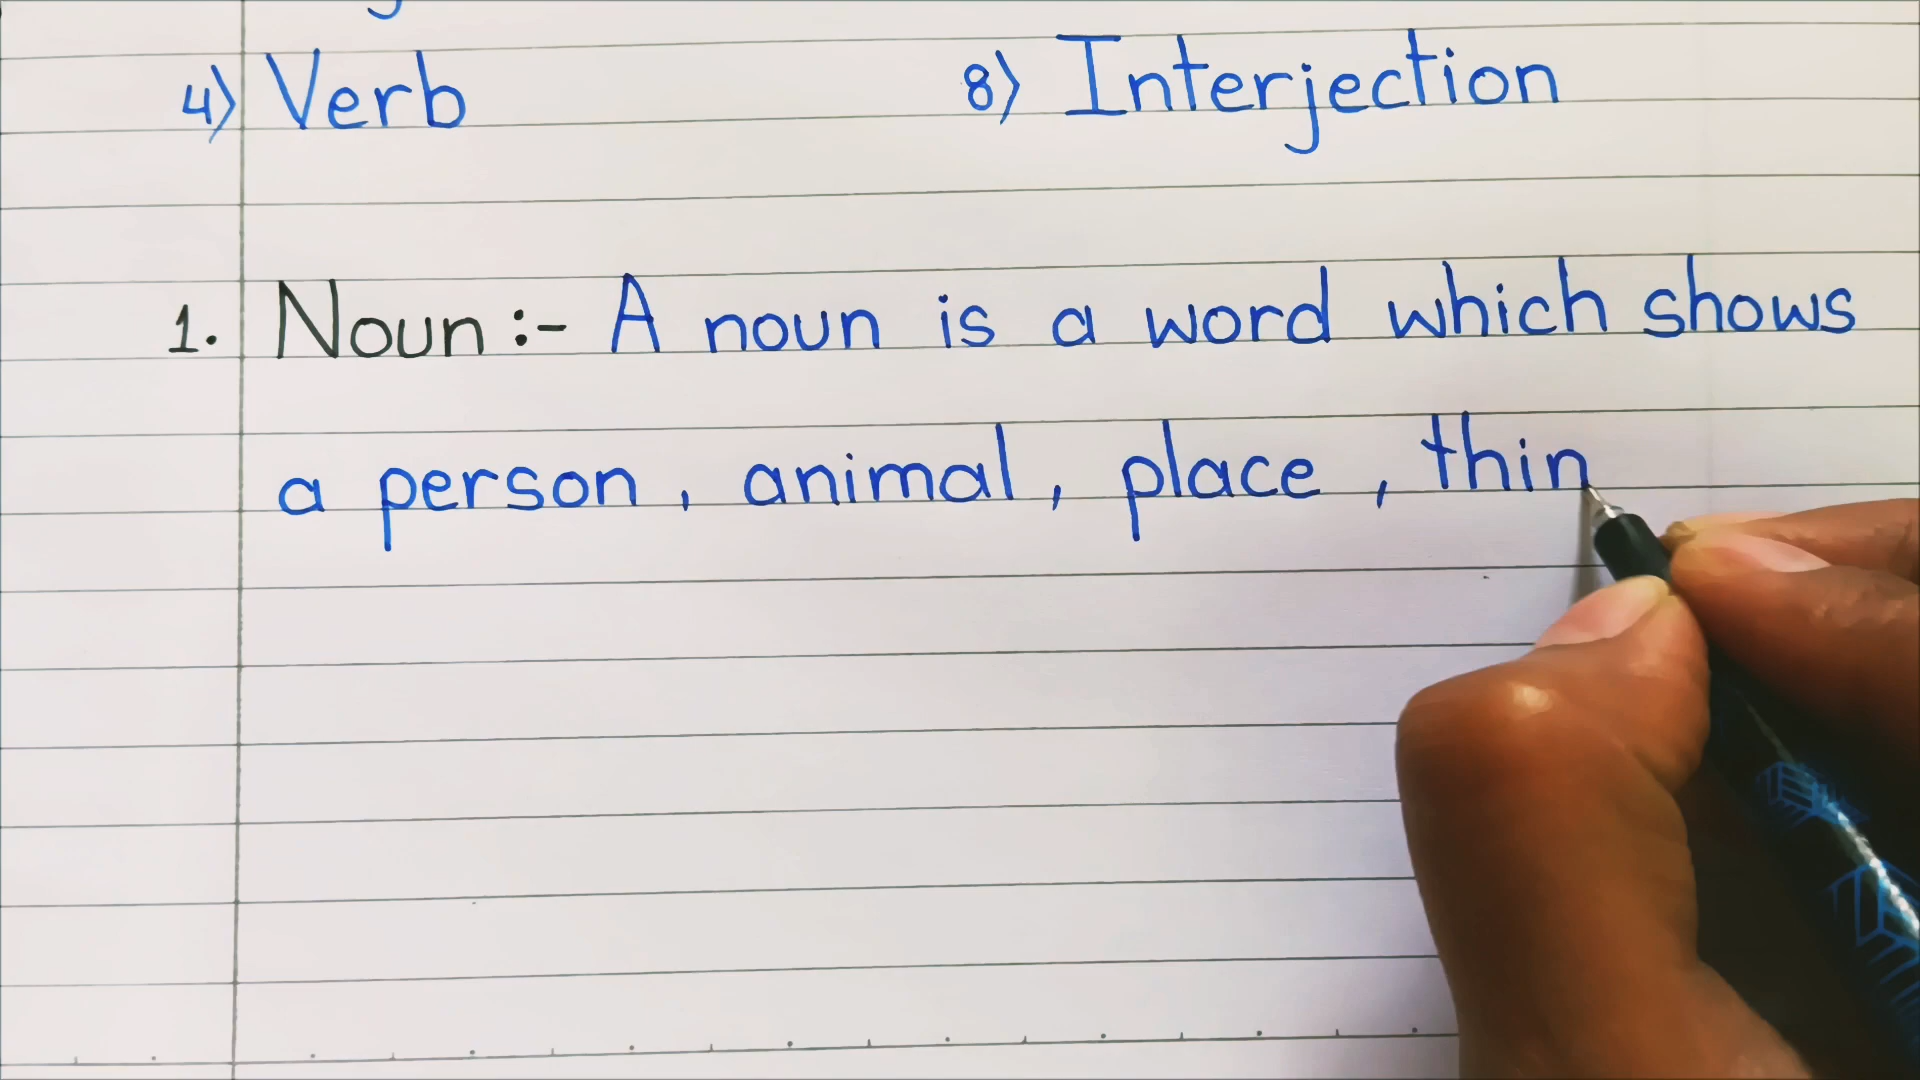 4) Verb 8) Interjection
1. Noun :- A noun is a word which shows
a person, animal, place, thin